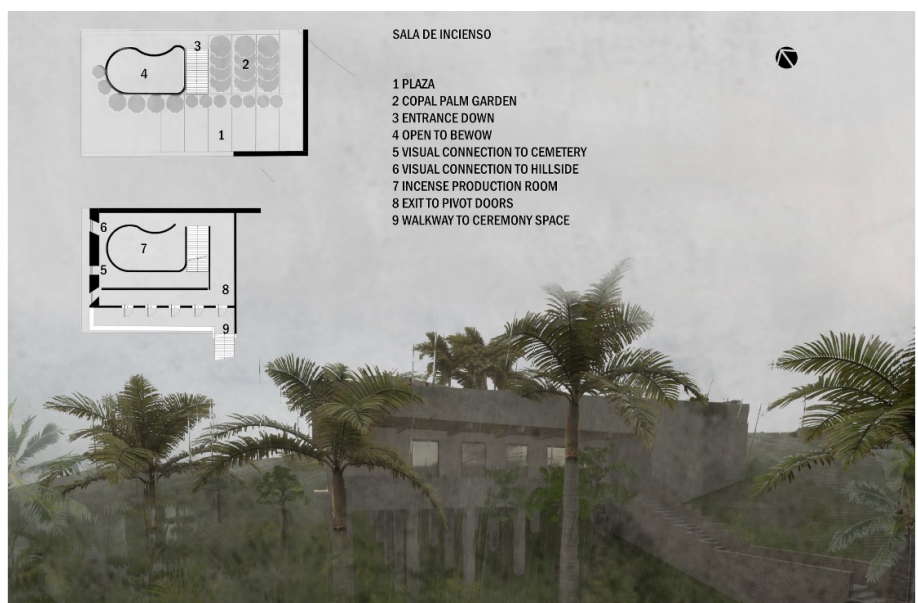 SALA DE INCIENSO
1 PLAZA
2 COPAL PALM GARDEN
3 ENTRANCE DOWN
4 OPEN TO BEWOW
5 VISUAL CONNECTION TO CEMETERY
6 VISUAL CONNECTION TO HILLSIDE
7 INCENSE PRODUCTION ROOM
8 EXIT TO PIVOT DOORS
9 WALKWAY TO CEREMONY SPACE
3
2
4
1
6
7
5
8
9